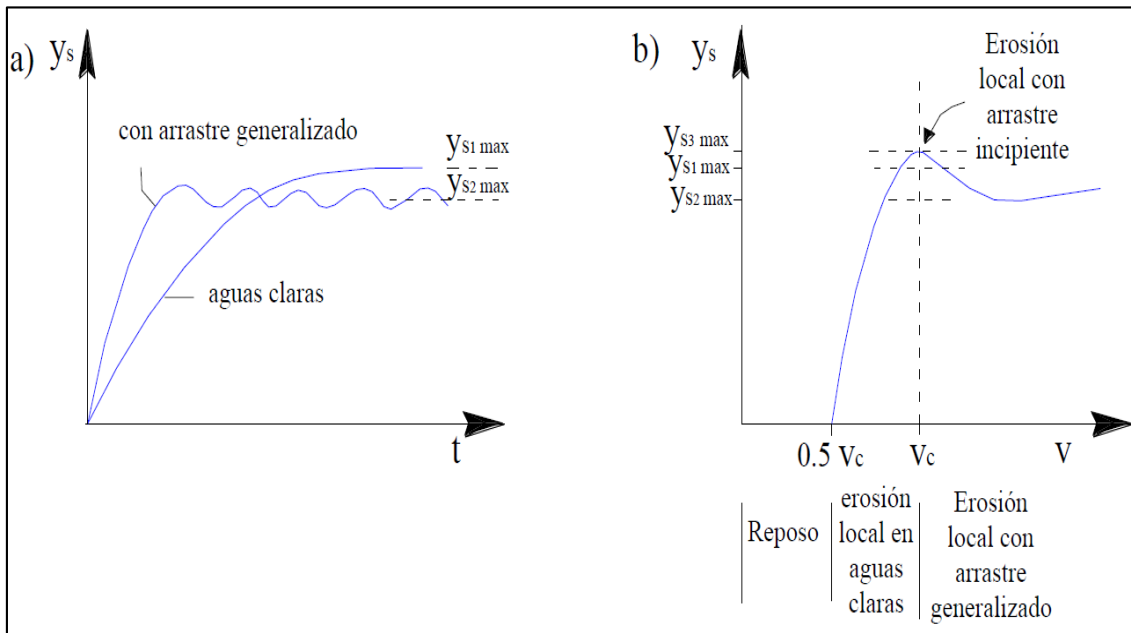 a)
ys
con arrastre generalizado
ys1 max
ys2 max
aguas claras
t
b)
ys
Erosión
local con
arrastre
incipiente
ys3 max
ys1 max
ys2 max
0.5 vc
vc
v
Reposo
erosión
local en
aguas
claras
Erosión
local con
arrastre
generalizado